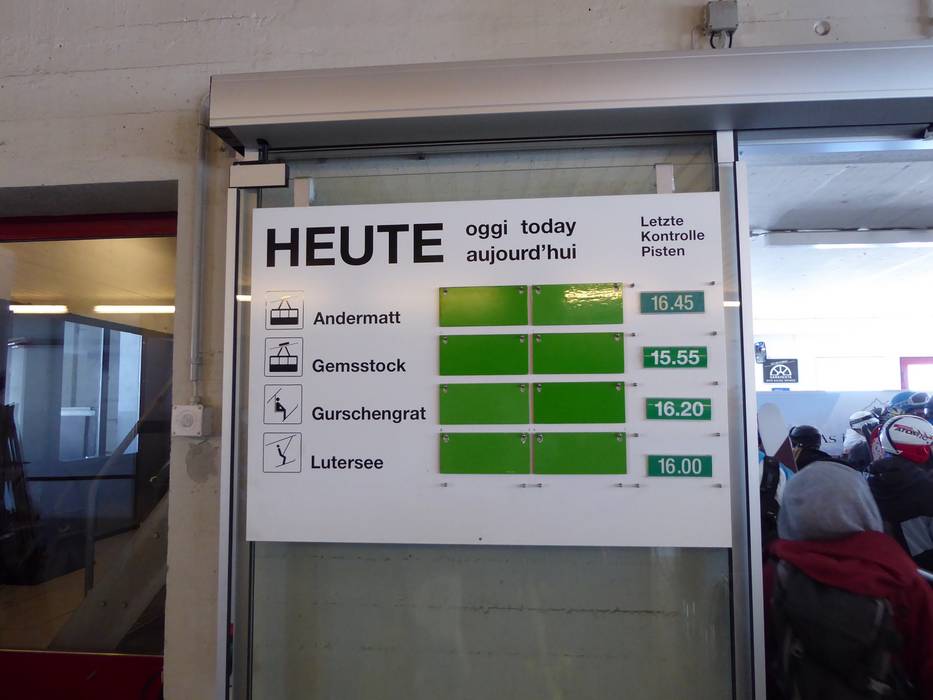 HEUTE oggi today
aujourd'hui
Letzte
Kontrolle
Pisten
Andermatt 16.45
Gemsstock 15.55
Gurschengrat 16.20
Lutersee 16.00